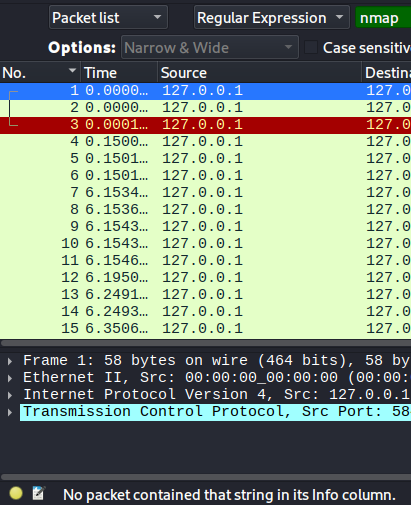 Packet list Regular Expression nmap
Options: Narrow & Wide Case sensitiv
No. Time Source Destina
1 0.0000… 127.0.0.1 127.0
2 0.0000… 127.0.0.1 127.0
3 0.0001… 127.0.0.1 127.0
4 0.1500… 127.0.0.1 127.0
5 0.1501… 127.0.0.1 127.0
6 0.1501… 127.0.0.1 127.0
7 6.1534… 127.0.0.1 127.0
8 6.1536… 127.0.0.1 127.0
9 6.1543… 127.0.0.1 127.0
10 6.1543… 127.0.0.1 127.0
11 6.1546… 127.0.0.1 127.0
12 6.1950… 127.0.0.1 127.0
13 6.2491… 127.0.0.1 127.0
14 6.2493… 127.0.0.1 127.0
15 6.3506… 127.0.0.1 127.0
Frame 1: 58 bytes on wire (464 bits), 58 by
Ethernet II, Src: 00:00:00_00:00:00 (00:00:
Internet Protocol Version 4, Src: 127.0.0.1
Transmission Control Protocol, Src Port: 58
No packet contained that string in its Info column.